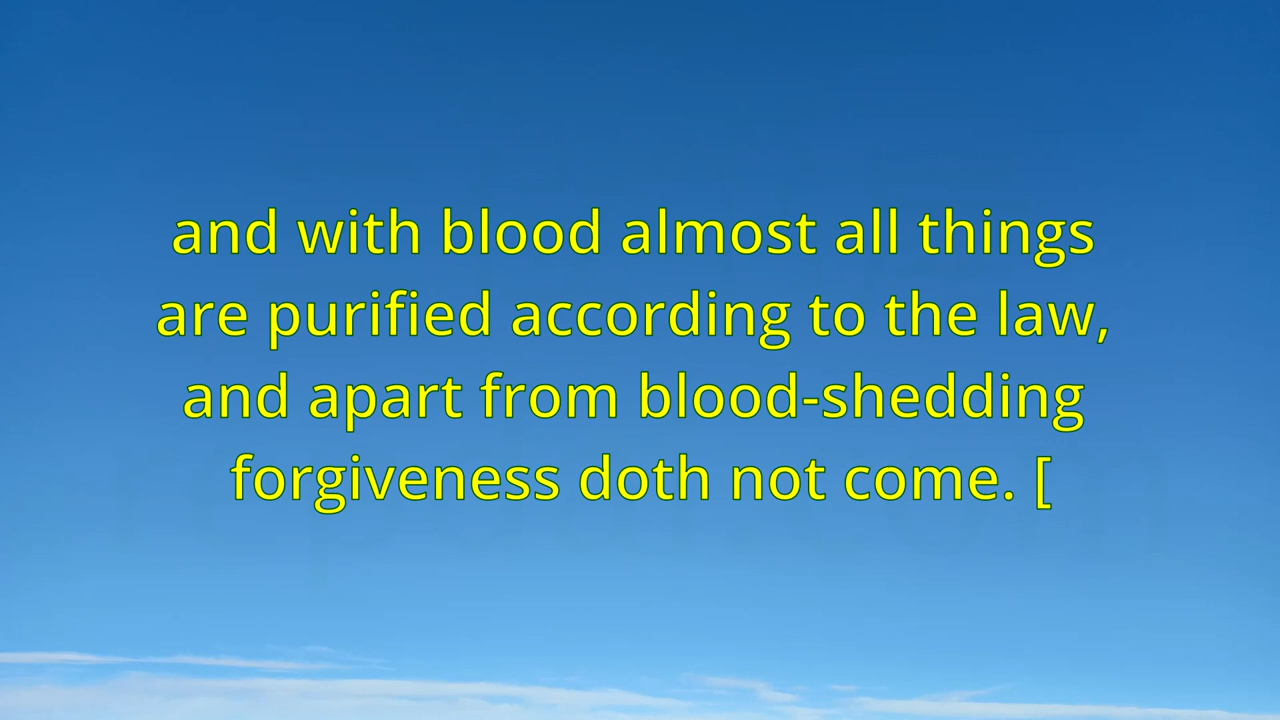 and with blood almost all things
are purified according to the law,
and apart from blood-shedding
forgiveness doth not come. [